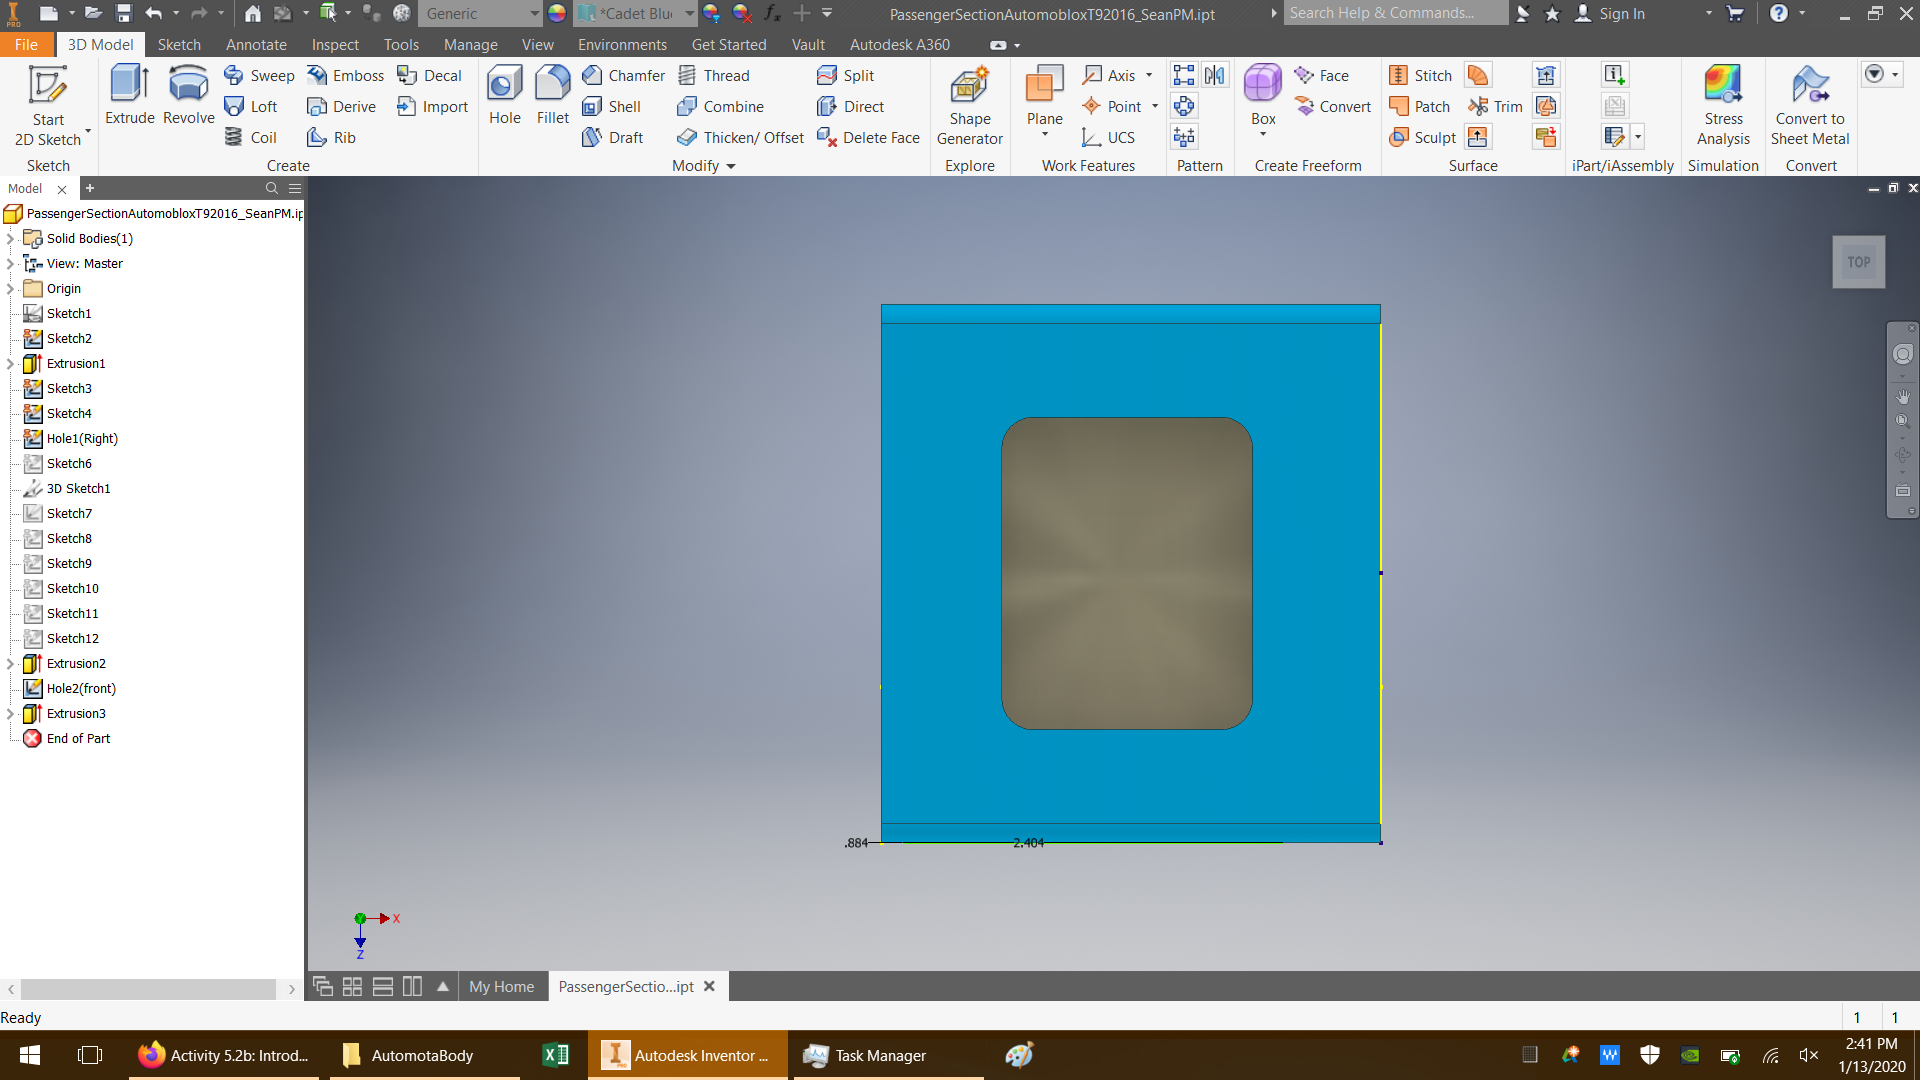 PRO
Generic
*Cadet Blu
PassengerSectionAutomobloxT92016_SeanPM.ipt
Search Help & Commands...
Sign In
File
3D Model
Sketch
Annotate
Inspect
Tools
Manage
View
Environments
Get Started
Vault
Autodesk A360
Start
2D Sketch
Sketch
Extrude
Revolve
Sweep
Loft
Coil
Emboss
Derive
Rib
Decal
Import
Create
Hole
Fillet
Chamfer
Shell
Draft
Thread
Combine
Thicken/ Offset
Split
Direct
Delete Face
Modify
Shape
Generator
Explore
Plane
Axis
Point
UCS
Work Features
Pattern
Box
Face
Convert
Create Freeform
Stitch
Patch
Sculpt
Trim
Surface
iPart/iAssembly
Stress
Analysis
Simulation
Convert to
Sheet Metal
Convert
Model
PassengerSectionAutomobloxT92016_SeanPM.ip
Solid Bodies(1)
View: Master
Origin
Sketch1
Sketch2
Extrusion1
Sketch3
Sketch4
Hole1(Right)
Sketch6
3D Sketch1
Sketch7
Sketch8
Sketch9
Sketch10
Sketch11
Sketch12
Extrusion2
Hole2(front)
Extrusion3
End of Part
TOP
.884
2.404
X
Z
My Home
PassengerSectio...ipt
Ready
1
1
Activity 5.2b: Introd...
AutomotaBody
Autodesk Inventor ...
Task Manager
2:41 PM
1/13/2020